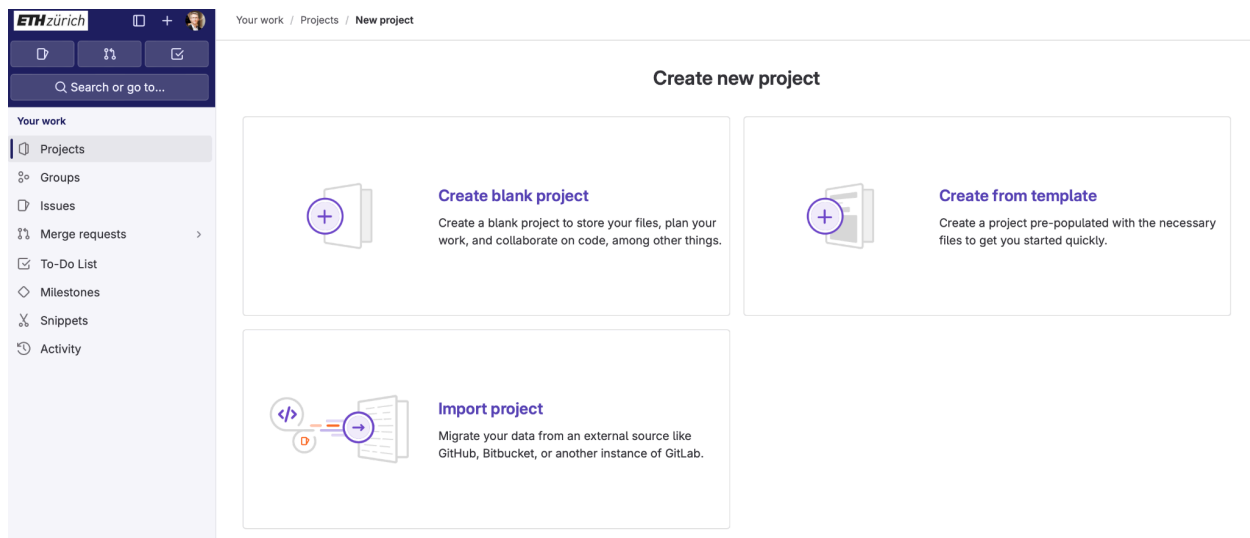 ETH zürich
Search or go to...
Your work
Projects
Groups
Issues
Merge requests
To-Do List
Milestones
Snippets
Activity
Your work / Projects / New project
Create new project
Create blank project
Create a blank project to store your files, plan your
work, and collaborate on code, among other things.
Create from template
Create a project pre-populated with the necessary
files to get you started quickly.
Import project
Migrate your data from an external source like
GitHub, Bitbucket, or another instance of GitLab.